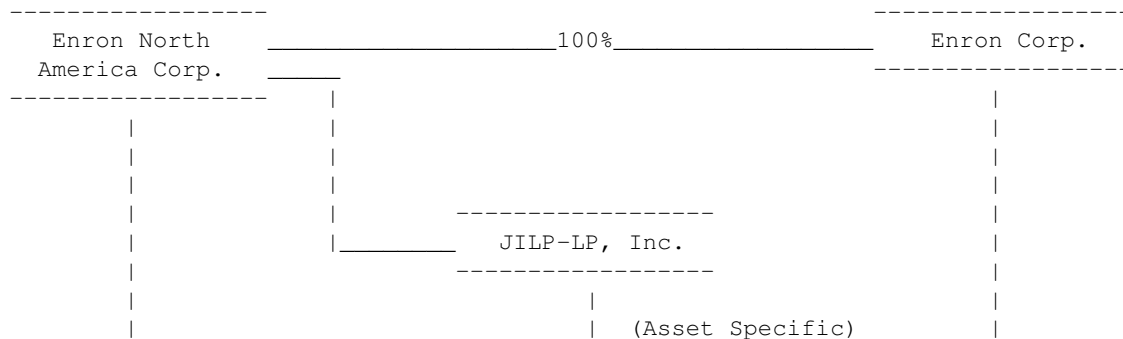 Enron North 100% Enron Corp.
America Corp.
JILP-LP, Inc.
(Asset Specific)